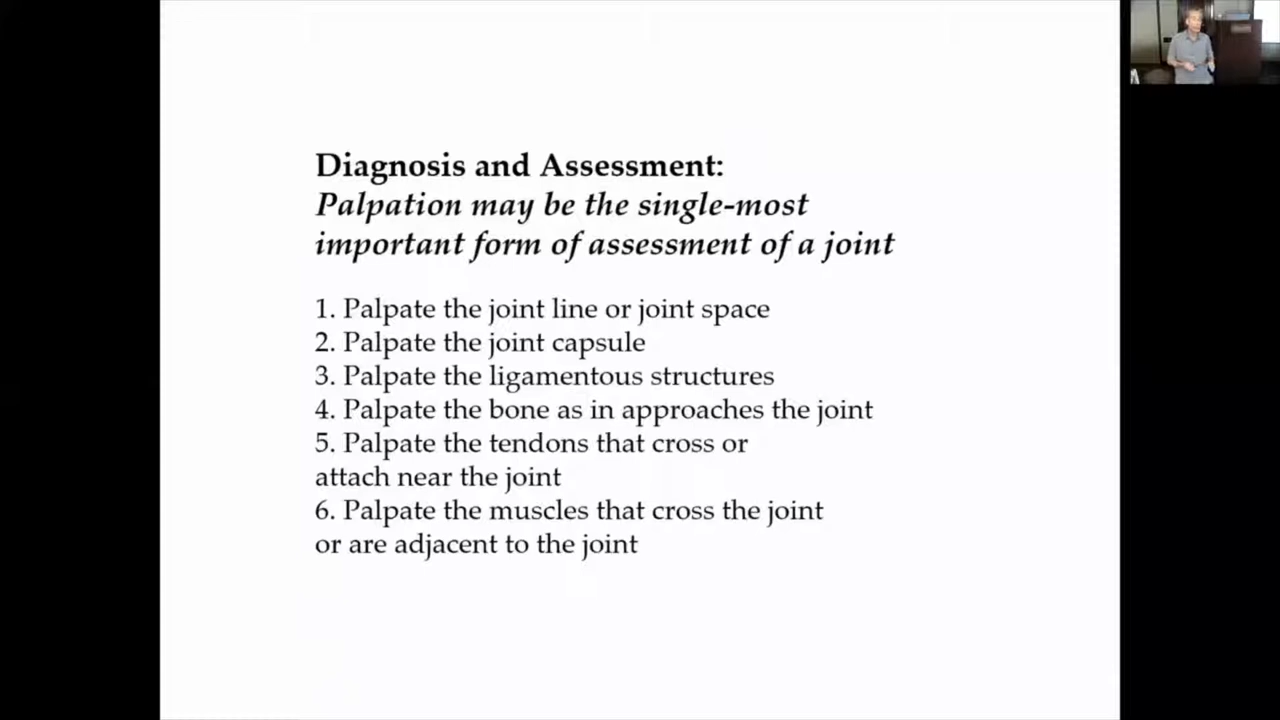 Diagnosis and Assessment:
Palpation may be the single-most
important form of assessment of a joint
1. Palpate the joint line or joint space
2. Palpate the joint capsule
3. Palpate the ligamentous structures
4. Palpate the bone as in approaches the joint
5. Palpate the tendons that cross or
attach near the joint
6. Palpate the muscles that cross the joint
or are adjacent to the joint